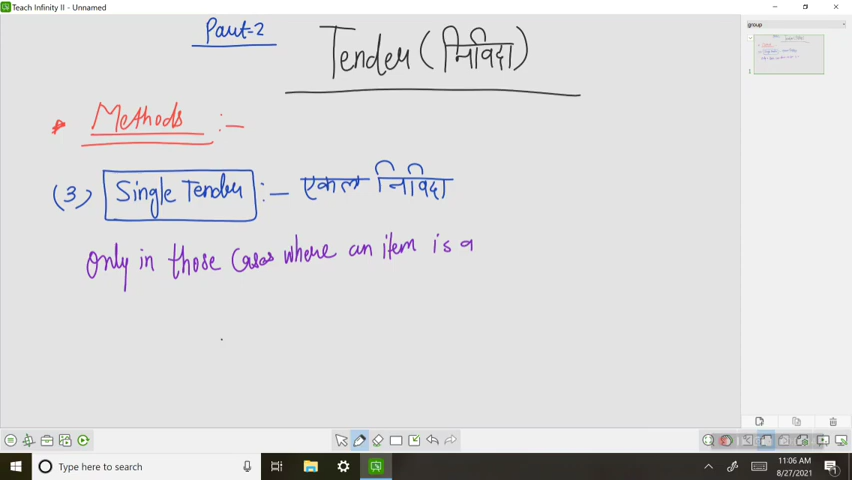 Teach Infinity II - Unnamed
group
Part-2
Tender (निविदा)
* Methods :-
(3) Single Tender :- एकल निविदा
Only in those Cases where an item is a
1
Type here to search
11:06 AM
8/27/2021